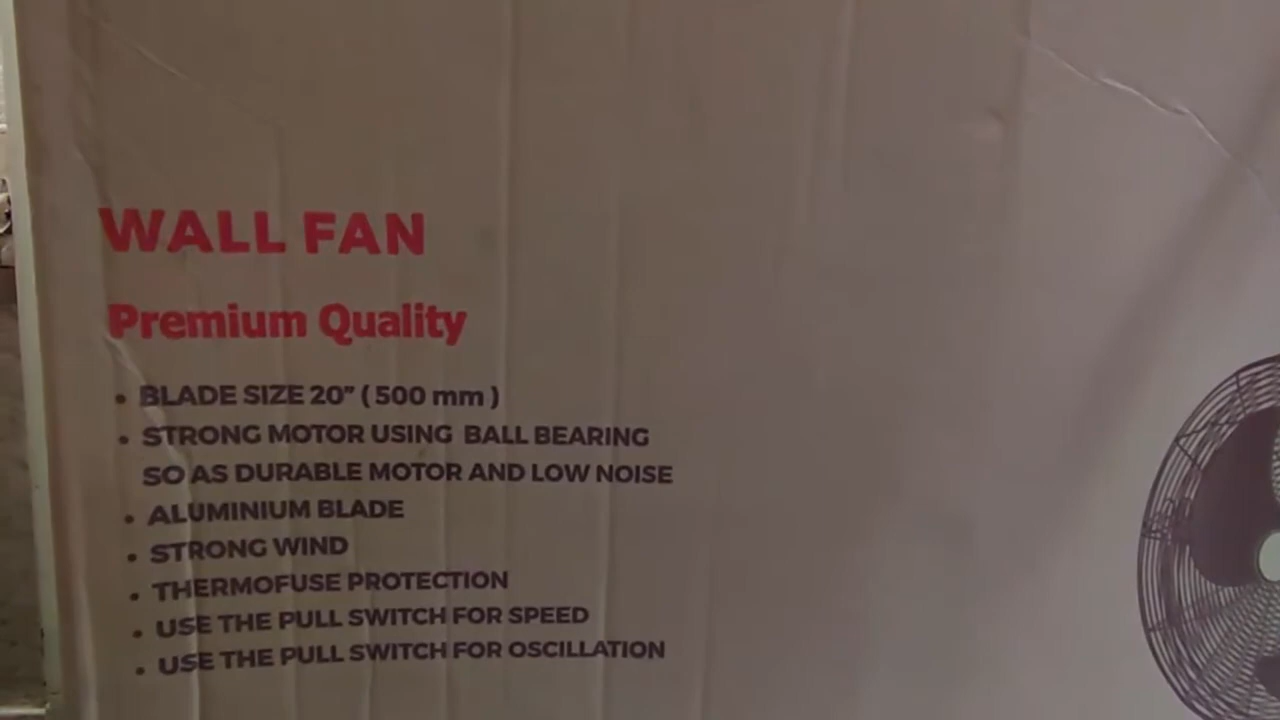 WALL FAN
Premium Quality
• BLADE SIZE 20” ( 500 mm )
• STRONG MOTOR USING BALL BEARING
SO AS DURABLE MOTOR AND LOW NOISE
• ALUMINIUM BLADE
• STRONG WIND
• THERMOFUSE PROTECTION
• USE THE PULL SWITCH FOR SPEED
• USE THE PULL SWITCH FOR OSCILLATION